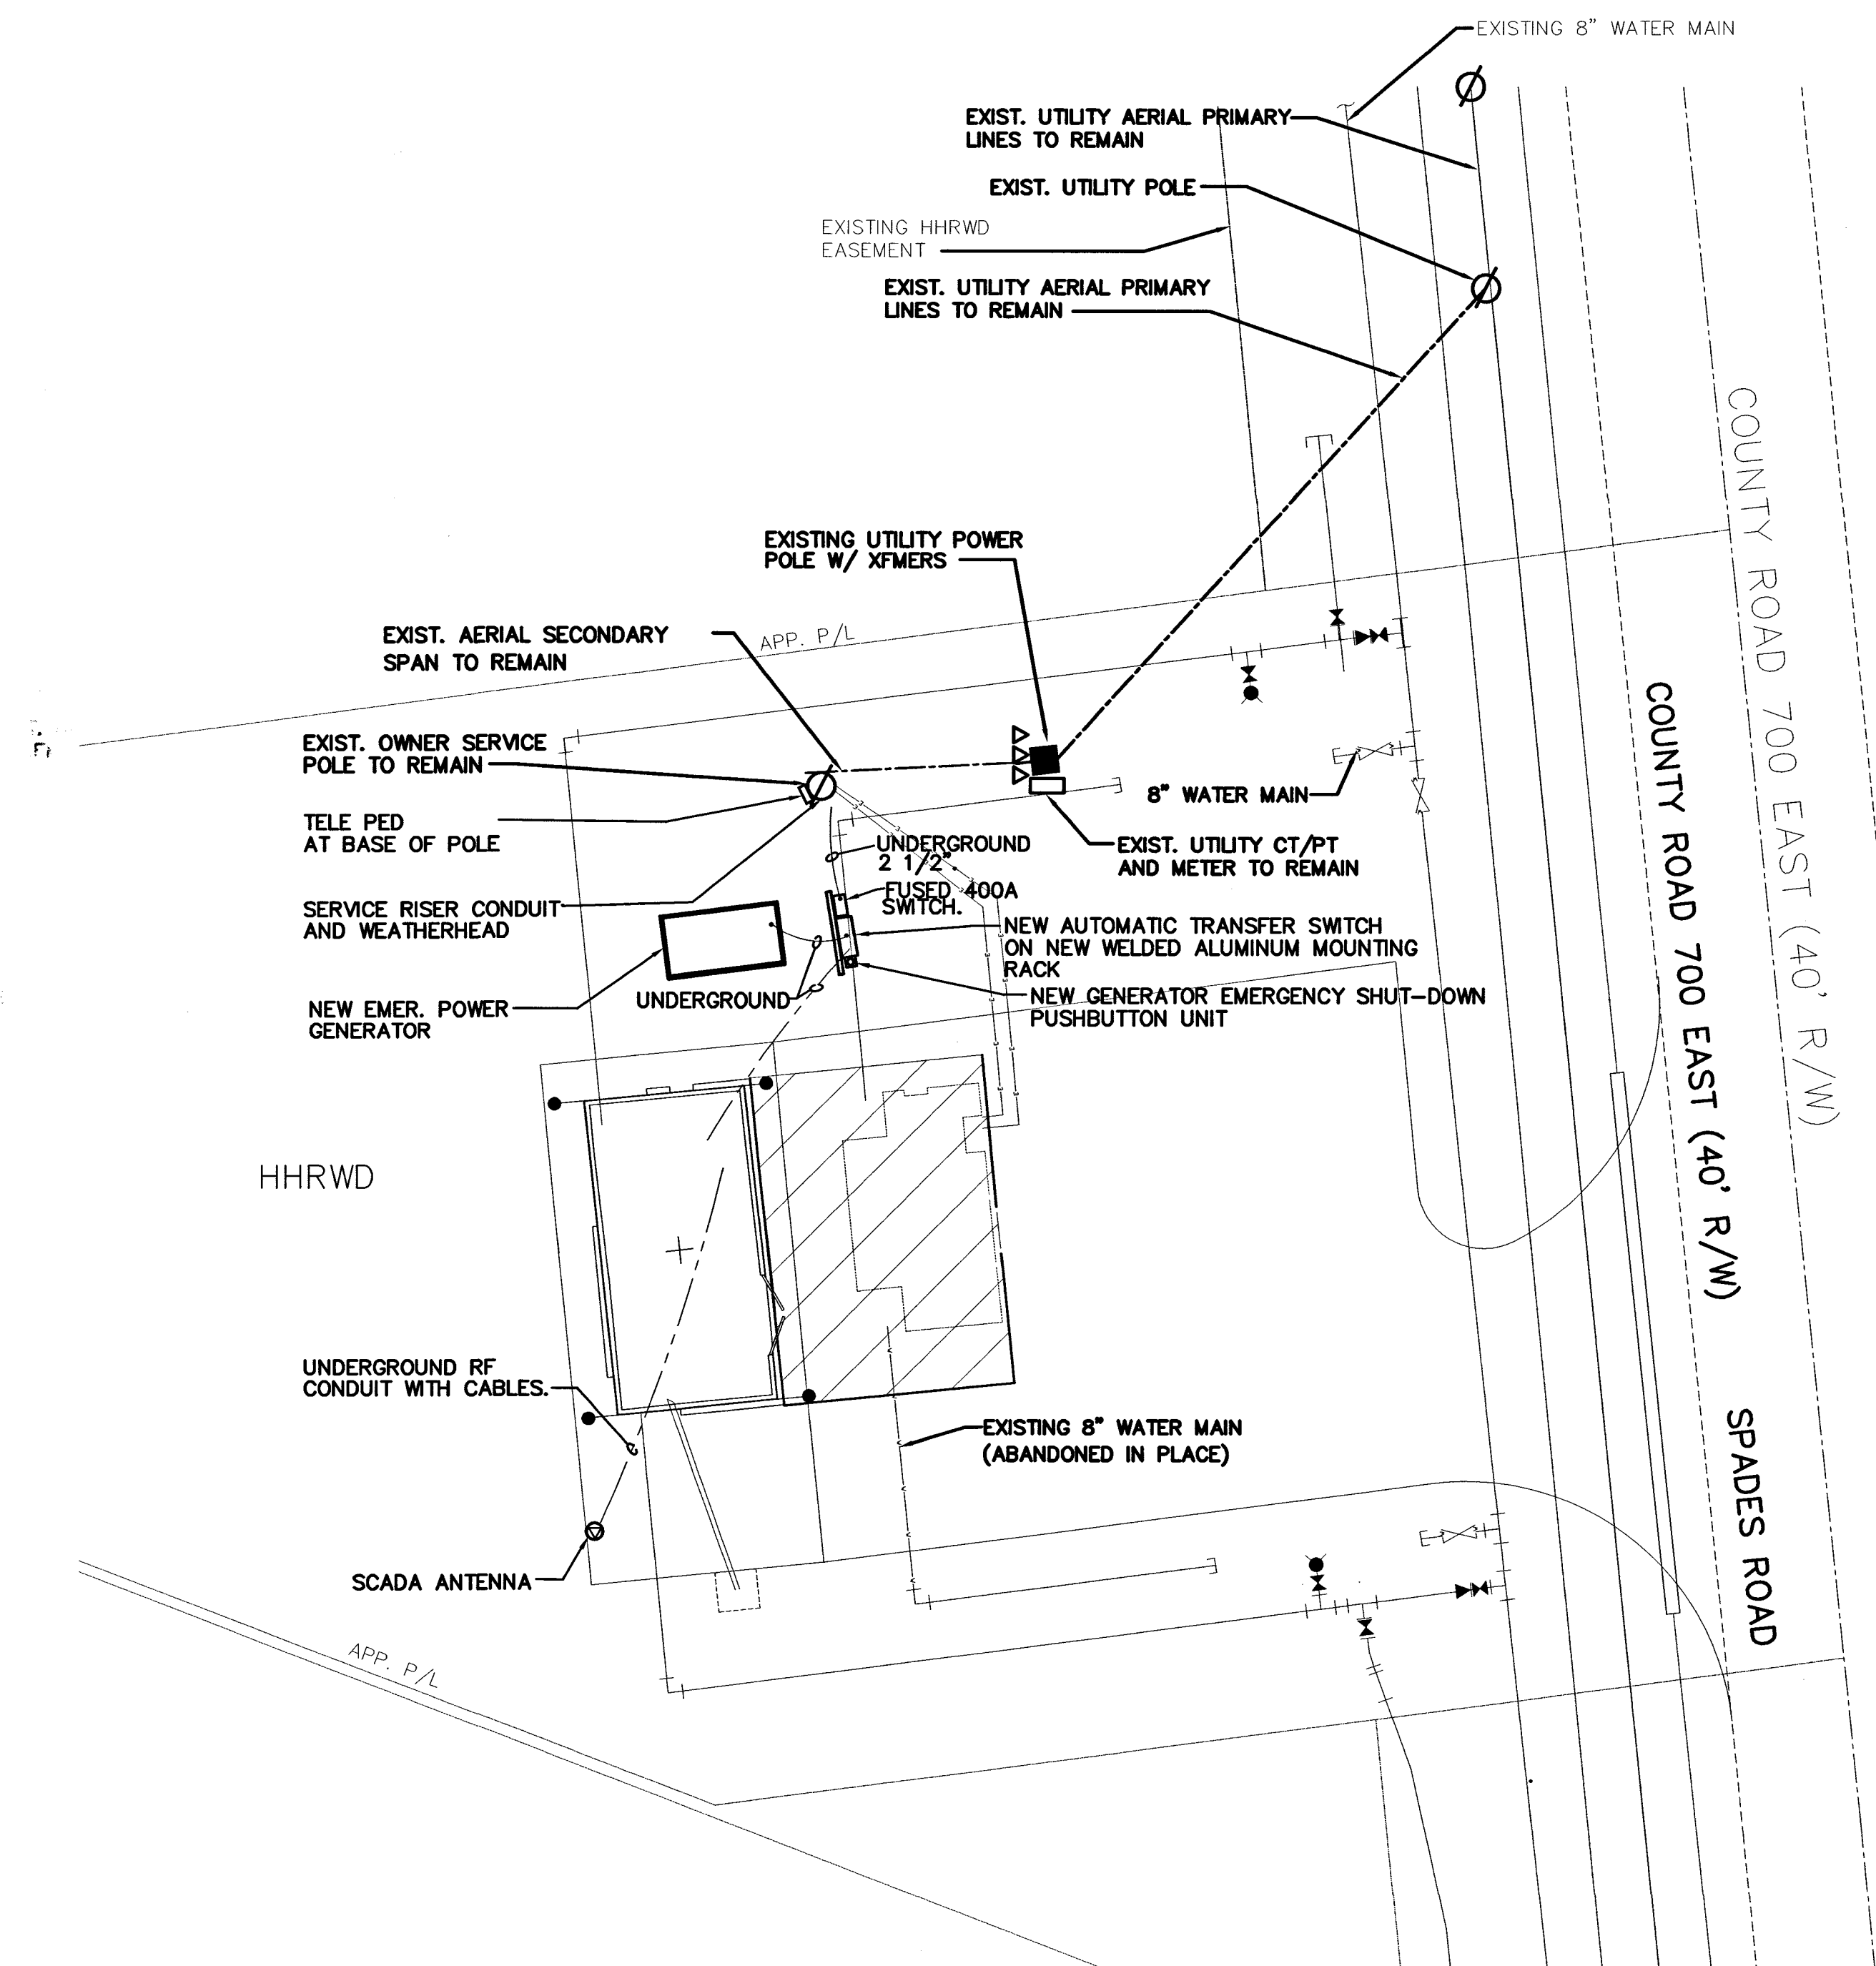 EXISTING 8" WATER MAIN
EXIST. UTILITY AERIAL PRIMARY
LINES TO REMAIN
EXIST. UTILITY POLE
EXISTING HHRWD
EASEMENT
EXIST. UTILITY AERIAL PRIMARY
LINES TO REMAIN
COUNTY ROAD 700 EAST (40' R/W)
EXISTING UTILITY POWER
POLE W/ XFMERS
EXIST. AERIAL SECONDARY
SPAN TO REMAIN
APP. P/L
COUNTY ROAD 700 EAST (40' R/W)
EXIST. OWNER SERVICE
POLE TO REMAIN
8" WATER MAIN
TELE PED
AT BASE OF POLE
UNDERGROUND
2 1/2"
EXIST. UTILITY CT/PT
AND METER TO REMAIN
FUSED 400A
SWITCH.
SERVICE RISER CONDUIT
AND WEATHERHEAD
NEW AUTOMATIC TRANSFER SWITCH
ON NEW WELDED ALUMINUM MOUNTING
RACK
UNDERGROUND
NEW GENERATOR EMERGENCY SHUT-DOWN
PUSHBUTTON UNIT
NEW EMER. POWER
GENERATOR
HHRWD
UNDERGROUND RF
CONDUIT WITH CABLES.
EXISTING 8" WATER MAIN
(ABANDONED IN PLACE)
SPADES ROAD
SCADA ANTENNA
APP. P/L